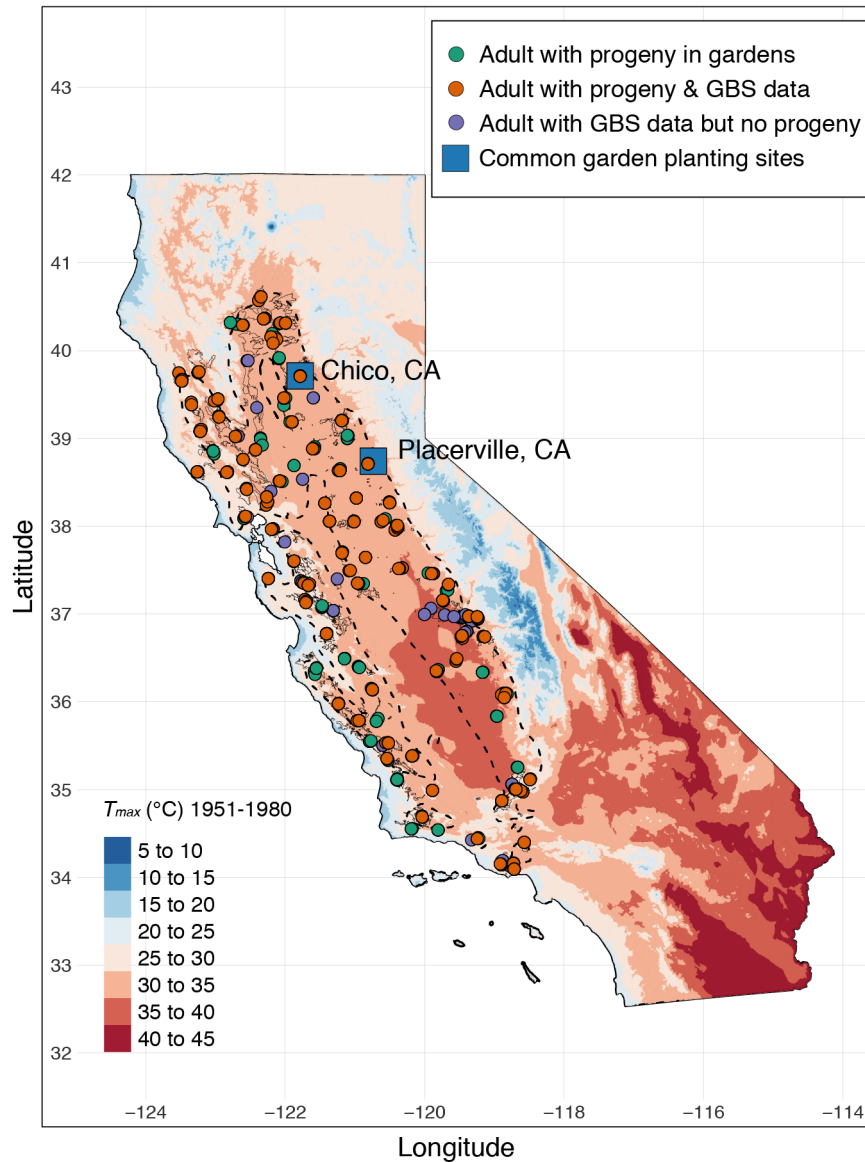 Adult with progeny in gardens
Adult with progeny & GBS data
Adult with GBS data but no progeny
Common garden planting sites
43
42
41
40
39
38
37
36
35
34
33
32
Latitude
Chico, CA
Placerville, CA
Tmax (°C) 1951-1980
5 to 10
10 to 15
15 to 20
20 to 25
25 to 30
30 to 35
35 to 40
40 to 45
−124
−122
−120
−118
−116
−114
Longitude